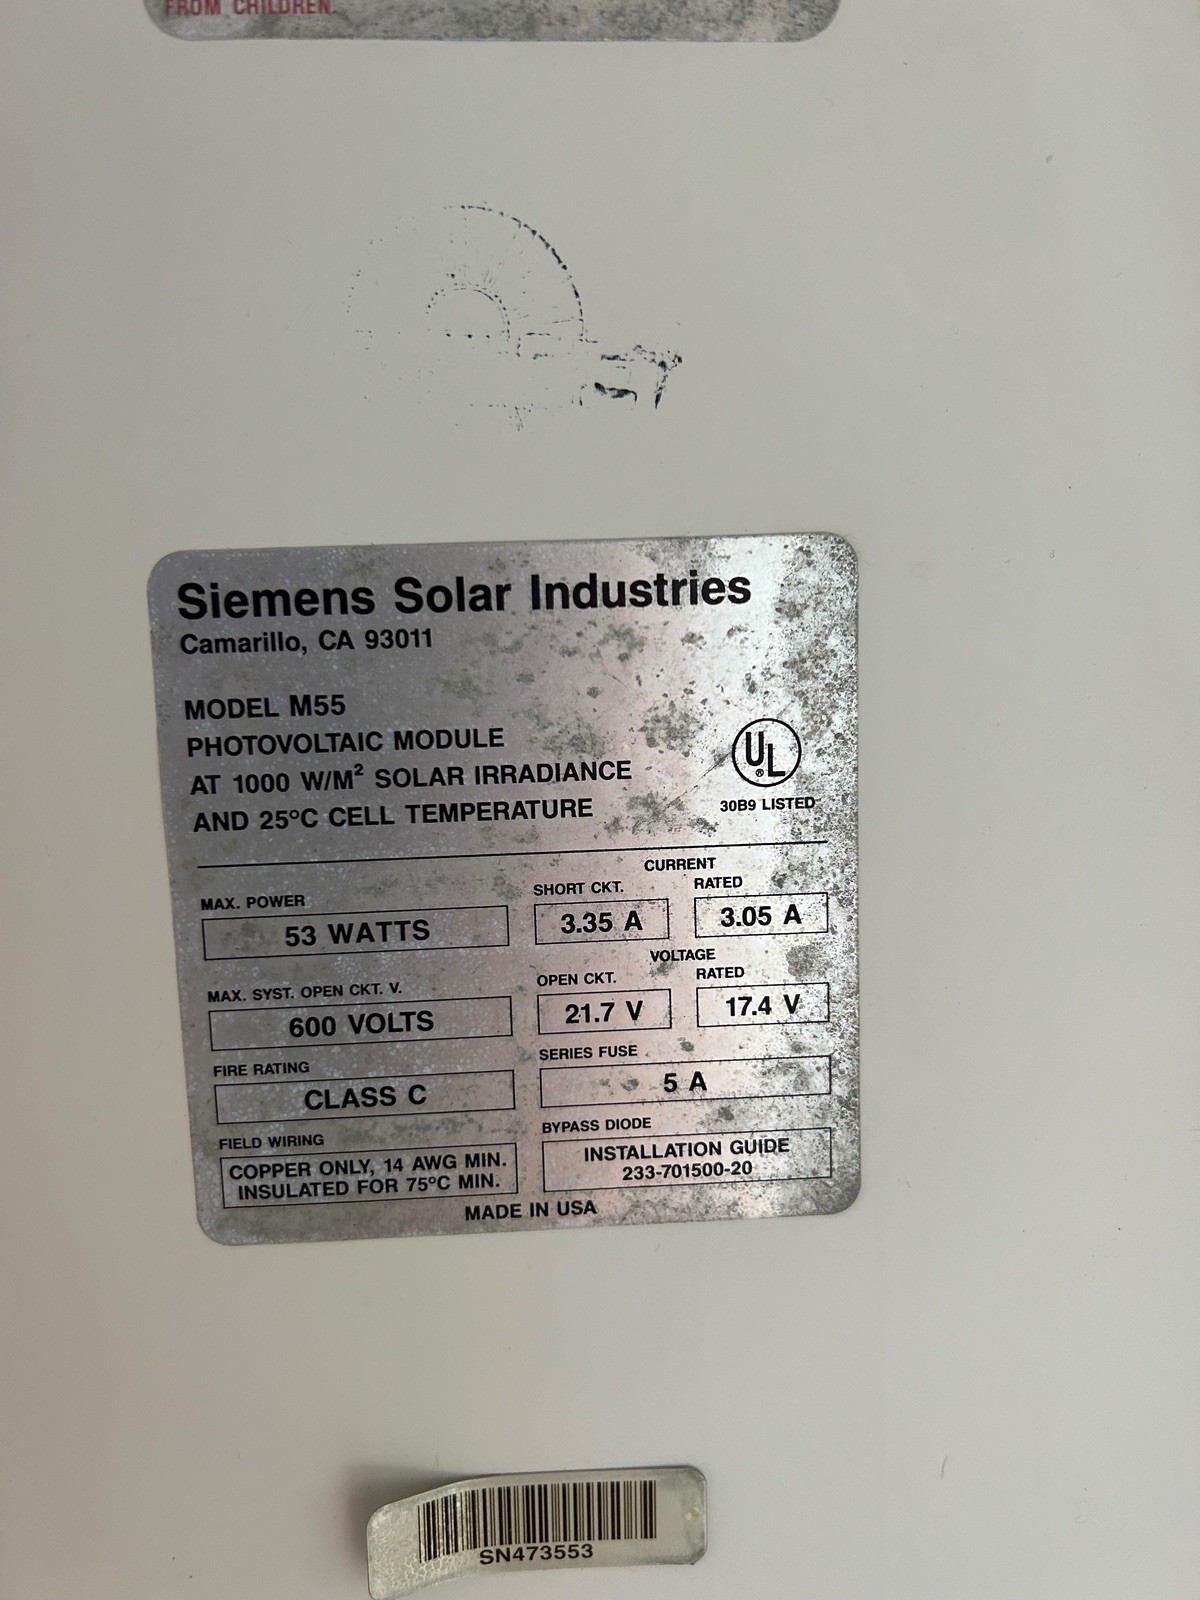 FROM CHILDREN.
Siemens Solar Industries
Camarillo, CA 93011
MODEL M55
PHOTOVOLTAIC MODULE
AT 1000 W/M² SOLAR IRRADIANCE
AND 25°C CELL TEMPERATURE
UL
®
30B9 LISTED
CURRENT
MAX. POWER
SHORT CKT.
RATED
53 WATTS
3.35 A
3.05 A
VOLTAGE
MAX. SYST. OPEN CKT. V.
OPEN CKT.
RATED
600 VOLTS
21.7 V
17.4 V
FIRE RATING
SERIES FUSE
CLASS C
5 A
FIELD WIRING
BYPASS DIODE
COPPER ONLY, 14 AWG MIN.
INSULATED FOR 75°C MIN.
INSTALLATION GUIDE
233-701500-20
MADE IN USA
SN473553